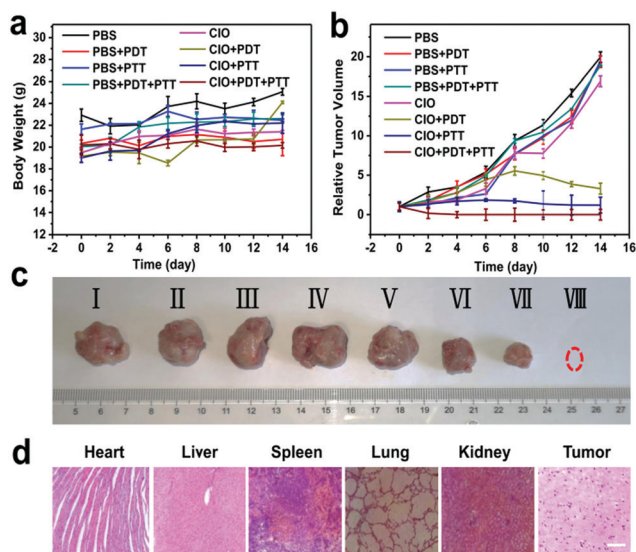 a
Body Weight (g)
30
28
26
24
22
20
18
16
14
12
PBS
PBS+PDT
PBS+PTT
PBS+PDT+PTT
CIO
CIO+PDT
CIO+PTT
CIO+PDT+PTT
-2 0 2 4 6 8 10 12 14 16
Time (day)
b
Relative Tumor Volume
25
20
15
10
5
0
PBS
PBS+PDT
PBS+PTT
PBS+PDT+PTT
CIO
CIO+PDT
CIO+PTT
CIO+PDT+PTT
-2 0 2 4 6 8 10 12 14 16
Time (day)
c
Ⅰ Ⅱ Ⅲ Ⅳ Ⅴ Ⅵ Ⅶ Ⅷ
5 6 7 8 9 10 11 12 13 14 15 16 17 18 19 20 21 22 23 24 25 26 27
d
Heart Liver Spleen Lung Kidney Tumor